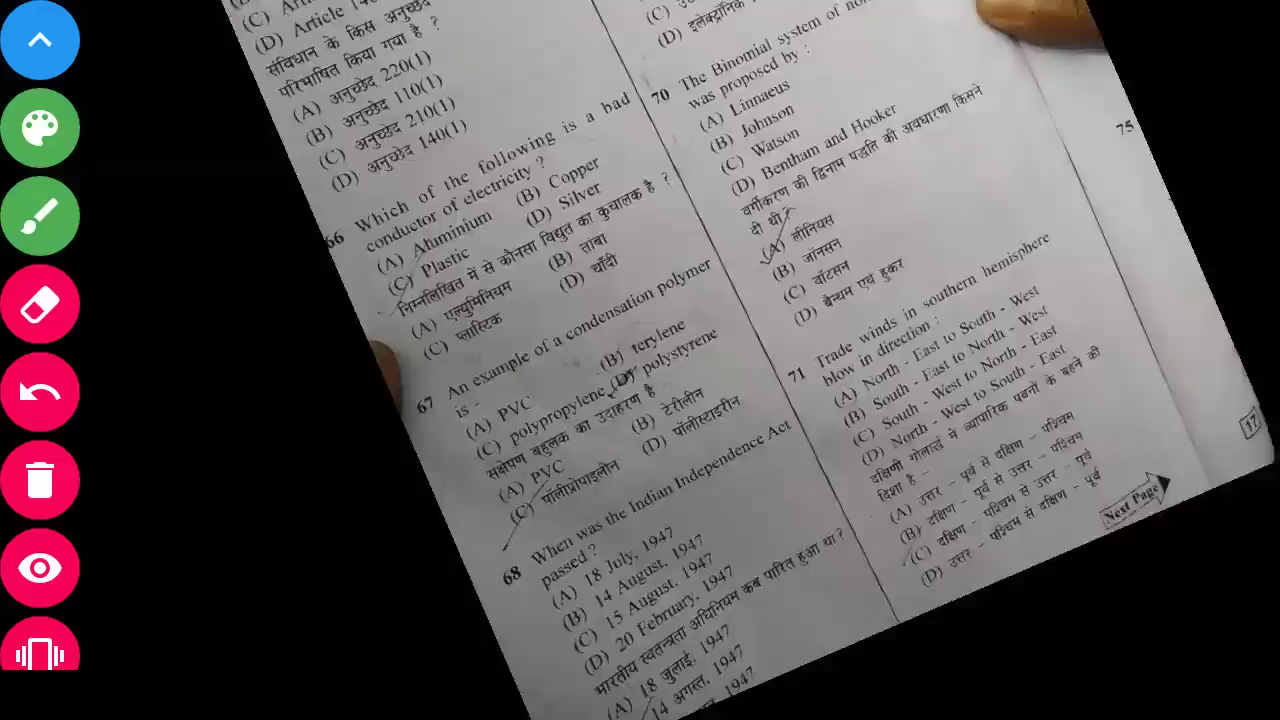 (C)
(D) Article
संविधान के किस अनुच्छेद
परिभाषित किया गया है ?
(A) अनुच्छेद 220(1)
(B) अनुच्छेद 110(1)
(C) अनुच्छेद 210(1)
(D) अनुच्छेद 140(1)
66 Which of the following is a bad
conductor of electricity ?
(A) Aluminium (B) Copper
(C) Plastic (D) Silver
निम्नलिखित में से कौनसा विद्युत का कुचालक है ?
(A) एल्युमिनियम (B) तांबा
(C) प्लास्टिक (D) चाँदी
67 An example of a condensation polymer
is -
(A) PVC (B) terylene
(C) polypropylene (D) polystyrene
संक्षेपण बहुलक का उदाहरण है
(A) PVC (B) टेरीलीन
(C) पॉलीप्रोपाइलीन (D) पॉलीस्टाइरीन
68 When was the Indian Independence Act
passed ?
(A) 18 July, 1947
(B) 14 August, 1947
(C) 15 August, 1947
(D) 20 February, 1947
भारतीय स्वतन्त्रता अधिनियम कब पारित हुआ था ?
(A) 18 जुलाई, 1947
14 अगस्त, 1947
1947
(C)
(D) इलेक्ट्रॉनिक
70 The Binomial system of
was proposed by :
(A) Linnaeus
(B) Johnson
(C) Watson
(D) Bentham and Hooker
वर्गीकरण की द्विनाम पद्धति की अवधारणा किसने
दी थी
(A) लीनियस
(B) जॉनसन
(C) वॉटसन
(D) बैन्थम एवं हुकर
71 Trade winds in southern hemisphere
blow in direction :
(A) North - East to South - West
(B) South - East to North - West
(C) South - West to North - East
(D) North - West to South - East
दक्षिणी गोलार्द्ध में व्यापारिक पवनों के बहने की
दिशा है -
(A) उत्तर - पूर्व से दक्षिण - पश्चिम
(B) दक्षिण - पूर्व से उत्तर - पश्चिम
(C) दक्षिण - पश्चिम से उत्तर - पूर्व
(D) उत्तर - पश्चिम से दक्षिण - पूर्व
Next Page
75
17